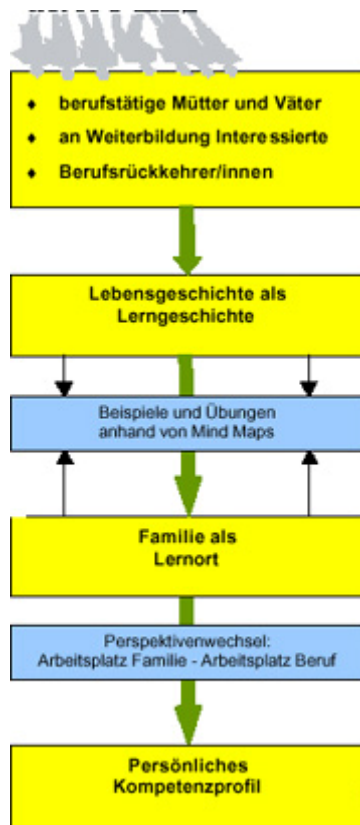 ♦ berufstätige Mütter und Väter
♦ an Weiterbildung Interessierte
♦ Berufsrückkehrer/innen
Lebensgeschichte als
Lerngeschichte
Beispiele und Übungen
anhand von Mind Maps
Familie als
Lernort
Perspektivenwechsel:
Arbeitsplatz Familie - Arbeitsplatz Beruf
Persönliches
Kompetenzprofil